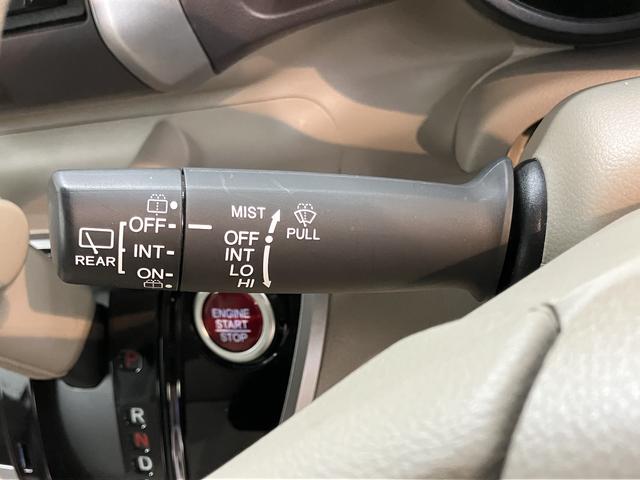 REAR
OFF
INT
ON
MIST
OFF
INT
LO
HI
PULL
ENGINE
START
STOP
P
R
N
D